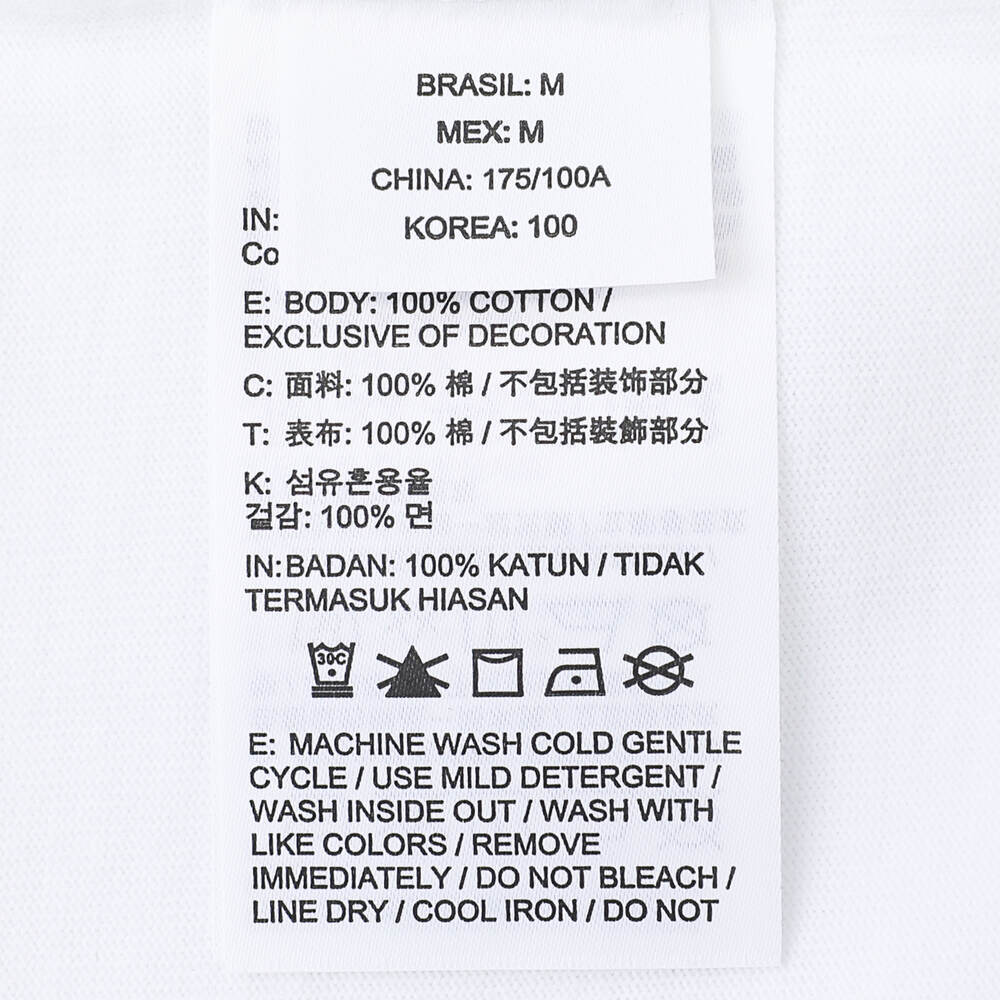 BRASIL: M
MEX: M
CHINA: 175/100A
KOREA: 100
IN:
Co
E: BODY: 100% COTTON /
EXCLUSIVE OF DECORATION
C: 面料: 100% 棉 / 不包括装饰部分
T: 表布: 100% 棉 / 不包括裝飾部分
K: 섬유혼용율
겉감: 100% 면
IN:BADAN: 100% KATUN / TIDAK
TERMASUK HIASAN
30C
E: MACHINE WASH COLD GENTLE
CYCLE / USE MILD DETERGENT /
WASH INSIDE OUT / WASH WITH
LIKE COLORS / REMOVE
IMMEDIATELY / DO NOT BLEACH /
LINE DRY / COOL IRON / DO NOT